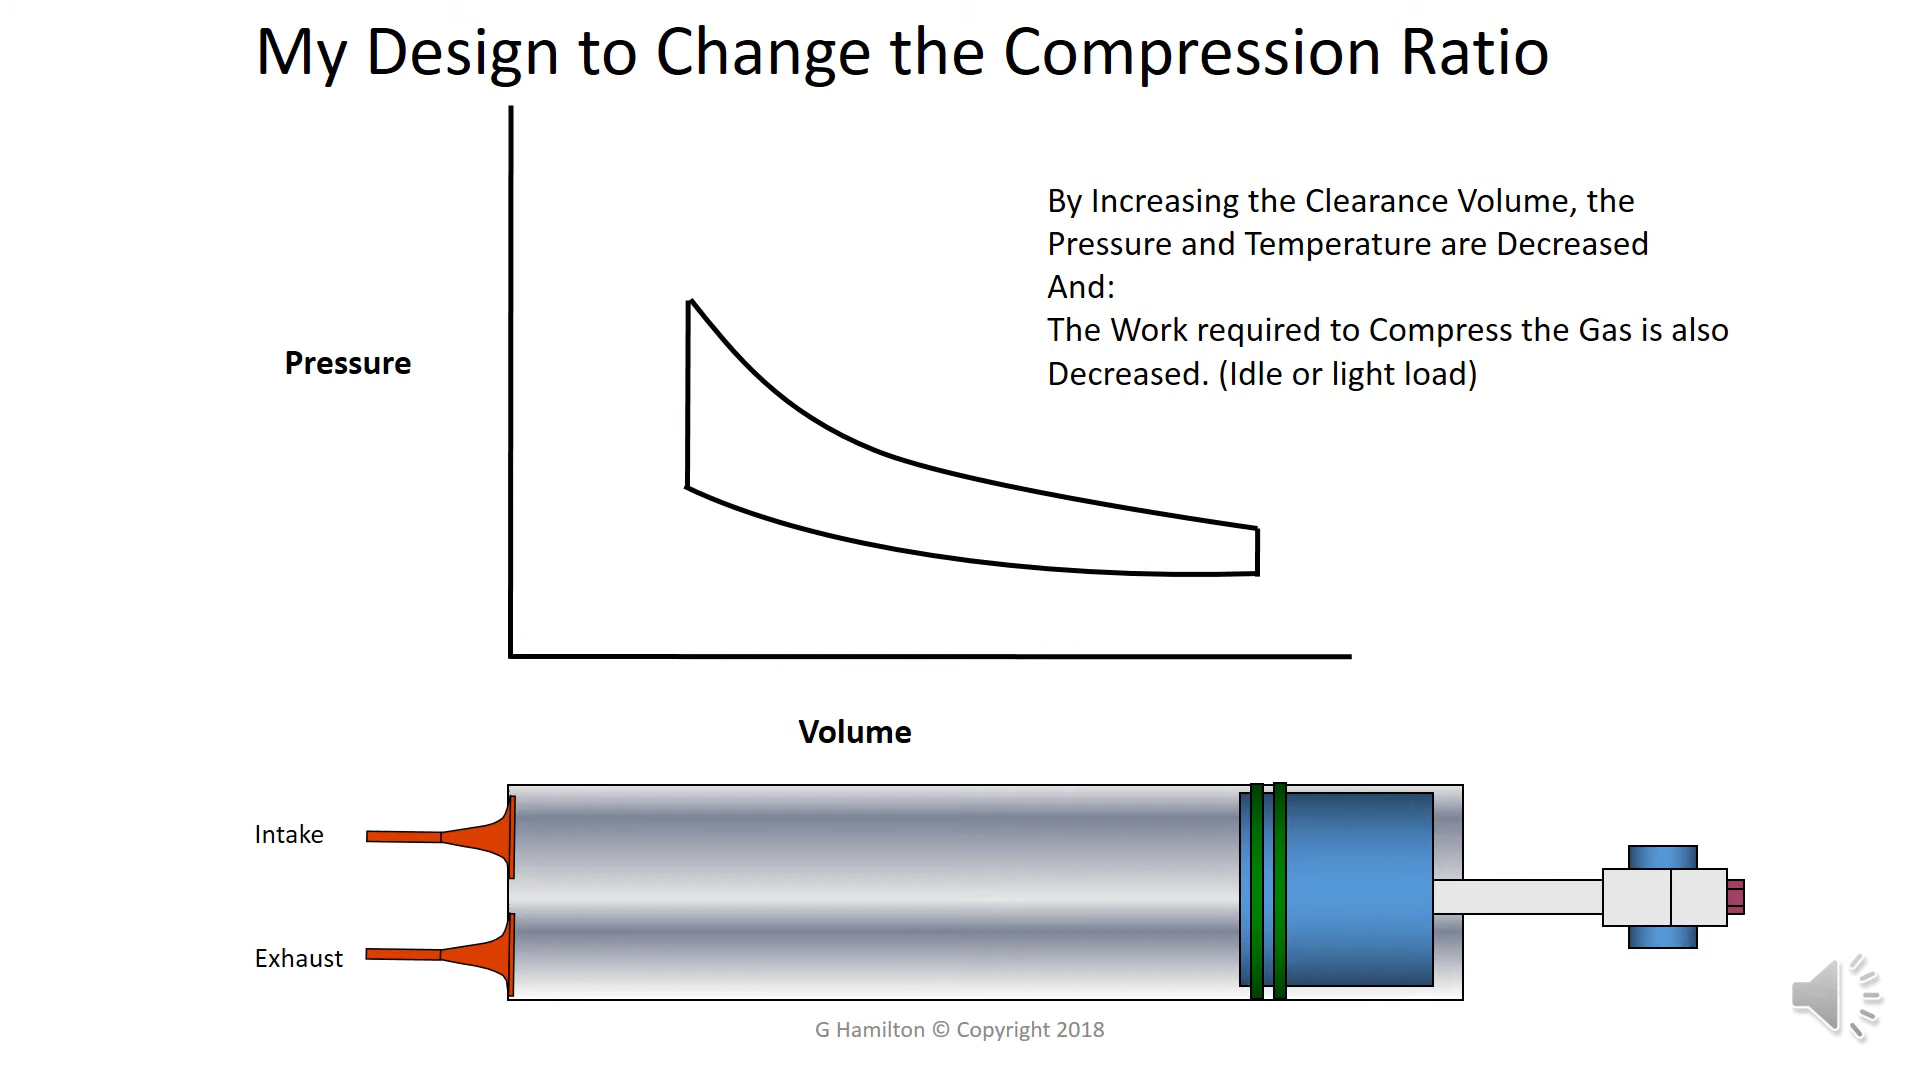 My Design to Change the Compression Ratio
By Increasing the Clearance Volume, the
Pressure and Temperature are Decreased
And:
The Work required to Compress the Gas is also
Decreased. (Idle or light load)
Pressure
Volume
Intake
Exhaust
G Hamilton © Copyright 2018